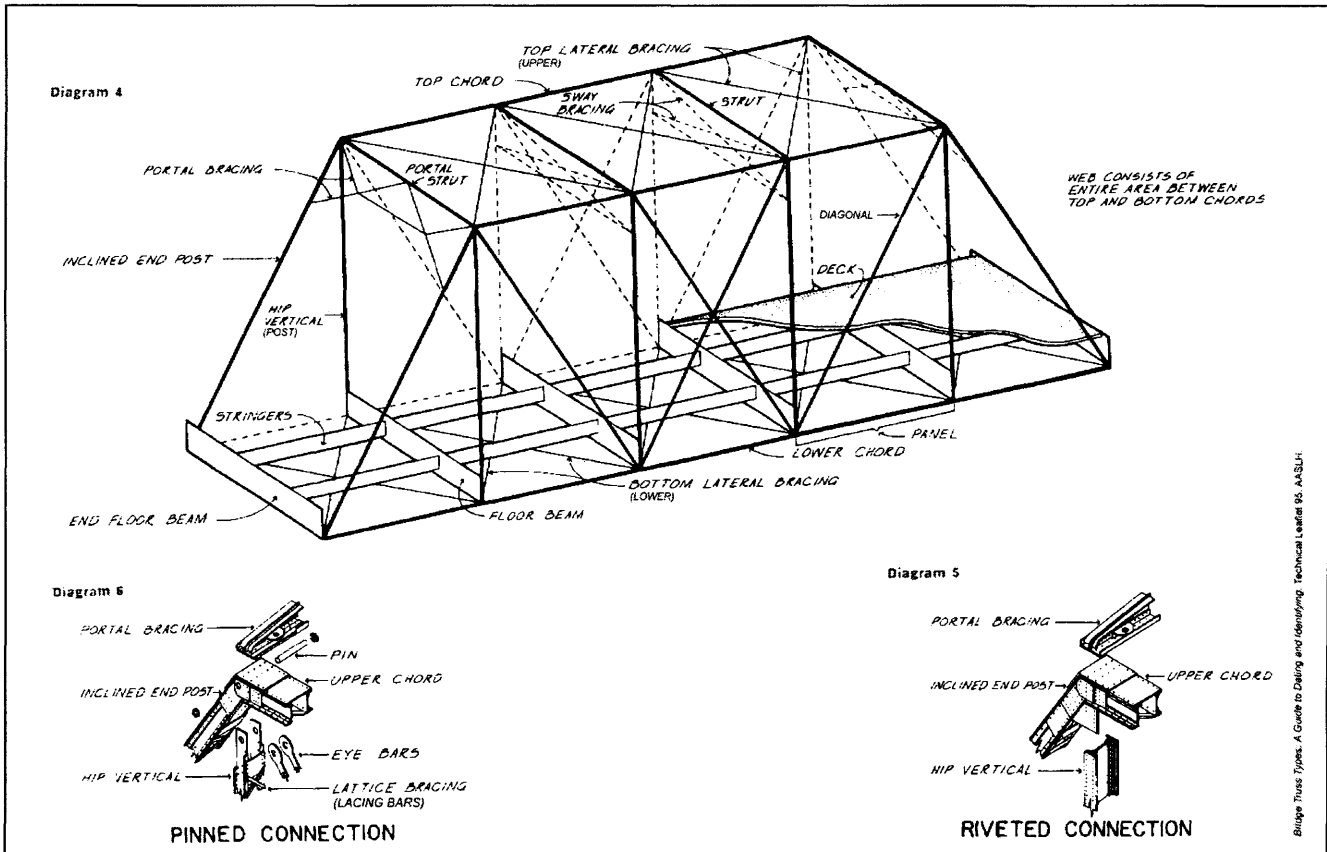 Diagram 4
TOP LATERAL BRACING
(UPPER)
TOP CHORD
SWAY
BRACING
STRUT
PORTAL BRACING
PORTAL
STRUT
WEB CONSISTS OF
ENTIRE AREA BETWEEN
TOP AND BOTTOM CHORDS
DIAGONAL
INCLINED END POST
DECK
HIP
VERTICAL
(POST)
STRINGERS
PANEL
LOWER CHORD
BOTTOM LATERAL BRACING
(LOWER)
FLOOR BEAM
END FLOOR BEAM
Diagram 6
PORTAL BRACING
PIN
UPPER CHORD
INCLINED END POST
EYE BARS
HIP VERTICAL
LATTICE BRACING
(LACING BARS)
PINNED CONNECTION
Diagram 5
PORTAL BRACING
UPPER CHORD
INCLINED END POST
HIP VERTICAL
RIVETED CONNECTION
Bridge Truss Types: A Guide to Dating and Identifying. Technical Leaflet 95. AASLH.